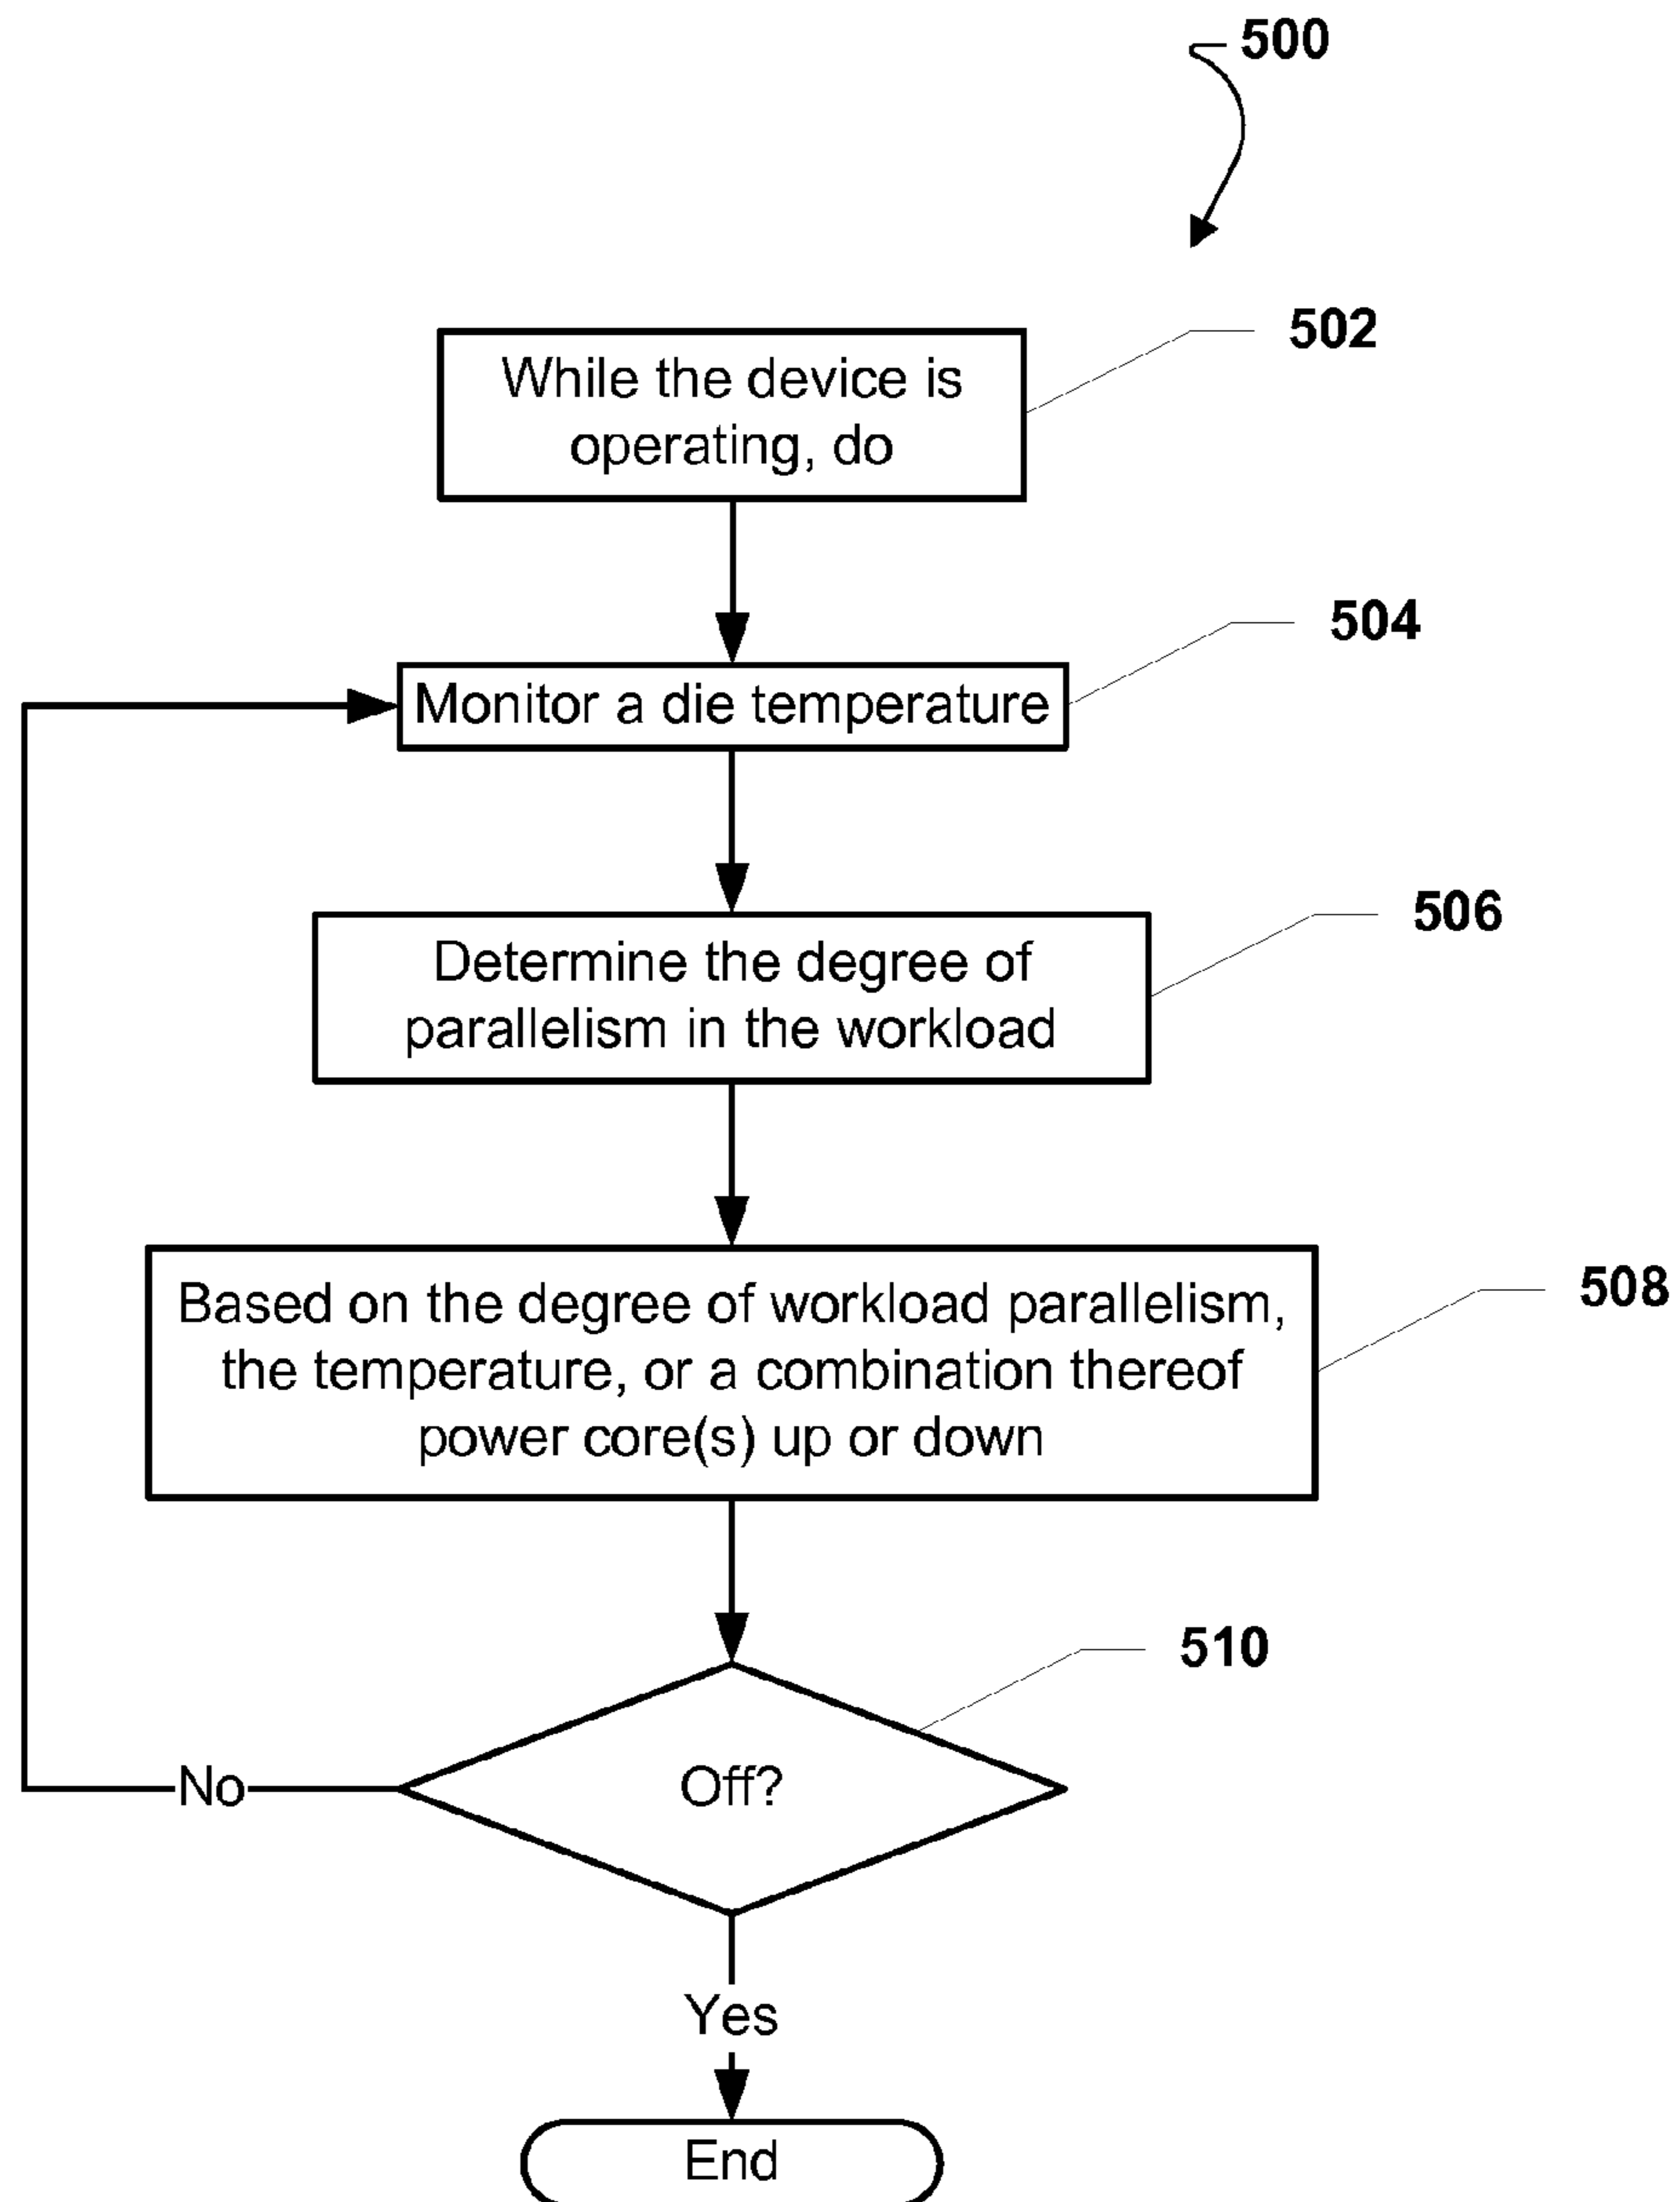 500
While the device is
operating, do
502
Monitor a die temperature
504
Determine the degree of
parallelism in the workload
506
Based on the degree of workload parallelism,
the temperature, or a combination thereof
power core(s) up or down
508
Off?
510
No
Yes
End